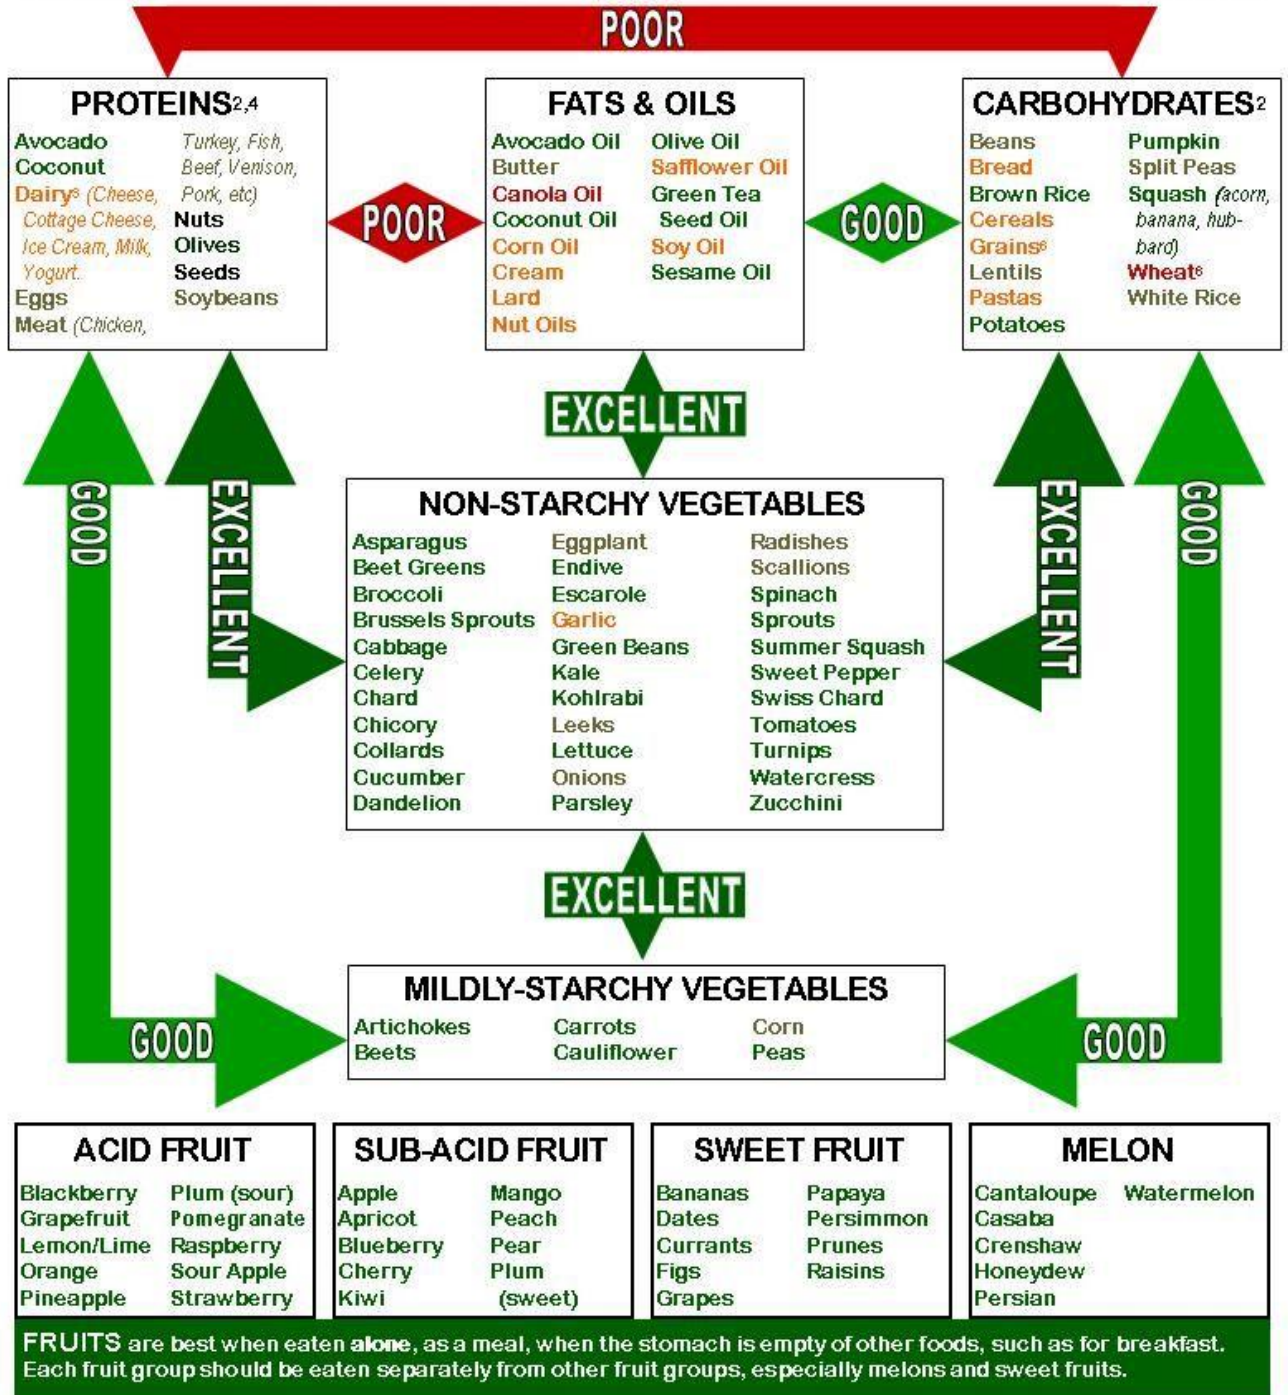 POOR
PROTEINS2,4
Avocado
Coconut
Dairy⁵ (Cheese,
Cottage Cheese,
Ice Cream, Milk,
Yogurt.
Eggs
Meat (Chicken,
Turkey, Fish,
Beef, Venison,
Pork, etc)
Nuts
Olives
Seeds
Soybeans
POOR
FATS & OILS
Avocado Oil
Butter
Canola Oil
Coconut Oil
Corn Oil
Cream
Lard
Nut Oils
Olive Oil
Safflower Oil
Green Tea
Seed Oil
Soy Oil
Sesame Oil
GOOD
CARBOHYDRATES2
Beans
Bread
Brown Rice
Cereals
Grains⁶
Lentils
Pastas
Potatoes
Pumpkin
Split Peas
Squash (acorn,
banana, hub-
bard)
Wheat⁶
White Rice
GOOD
EXCELLENT
EXCELLENT
EXCELLENT
GOOD
NON-STARCHY VEGETABLES
Asparagus
Beet Greens
Broccoli
Brussels Sprouts
Cabbage
Celery
Chard
Chicory
Collards
Cucumber
Dandelion
Eggplant
Endive
Escarole
Garlic
Green Beans
Kale
Kohlrabi
Leeks
Lettuce
Onions
Parsley
Radishes
Scallions
Spinach
Sprouts
Summer Squash
Sweet Pepper
Swiss Chard
Tomatoes
Turnips
Watercress
Zucchini
EXCELLENT
GOOD
MILDLY-STARCHY VEGETABLES
Artichokes
Beets
Carrots
Cauliflower
Corn
Peas
GOOD
ACID FRUIT
Blackberry
Grapefruit
Lemon/Lime
Orange
Pineapple
Plum (sour)
Pomegranate
Raspberry
Sour Apple
Strawberry
SUB-ACID FRUIT
Apple
Apricot
Blueberry
Cherry
Kiwi
Mango
Peach
Pear
Plum
(sweet)
SWEET FRUIT
Bananas
Dates
Currants
Figs
Grapes
Papaya
Persimmon
Prunes
Raisins
MELON
Cantaloupe
Casaba
Crenshaw
Honeydew
Persian
Watermelon
FRUITS are best when eaten alone, as a meal, when the stomach is empty of other foods, such as for breakfast.
Each fruit group should be eaten separately from other fruit groups, especially melons and sweet fruits.